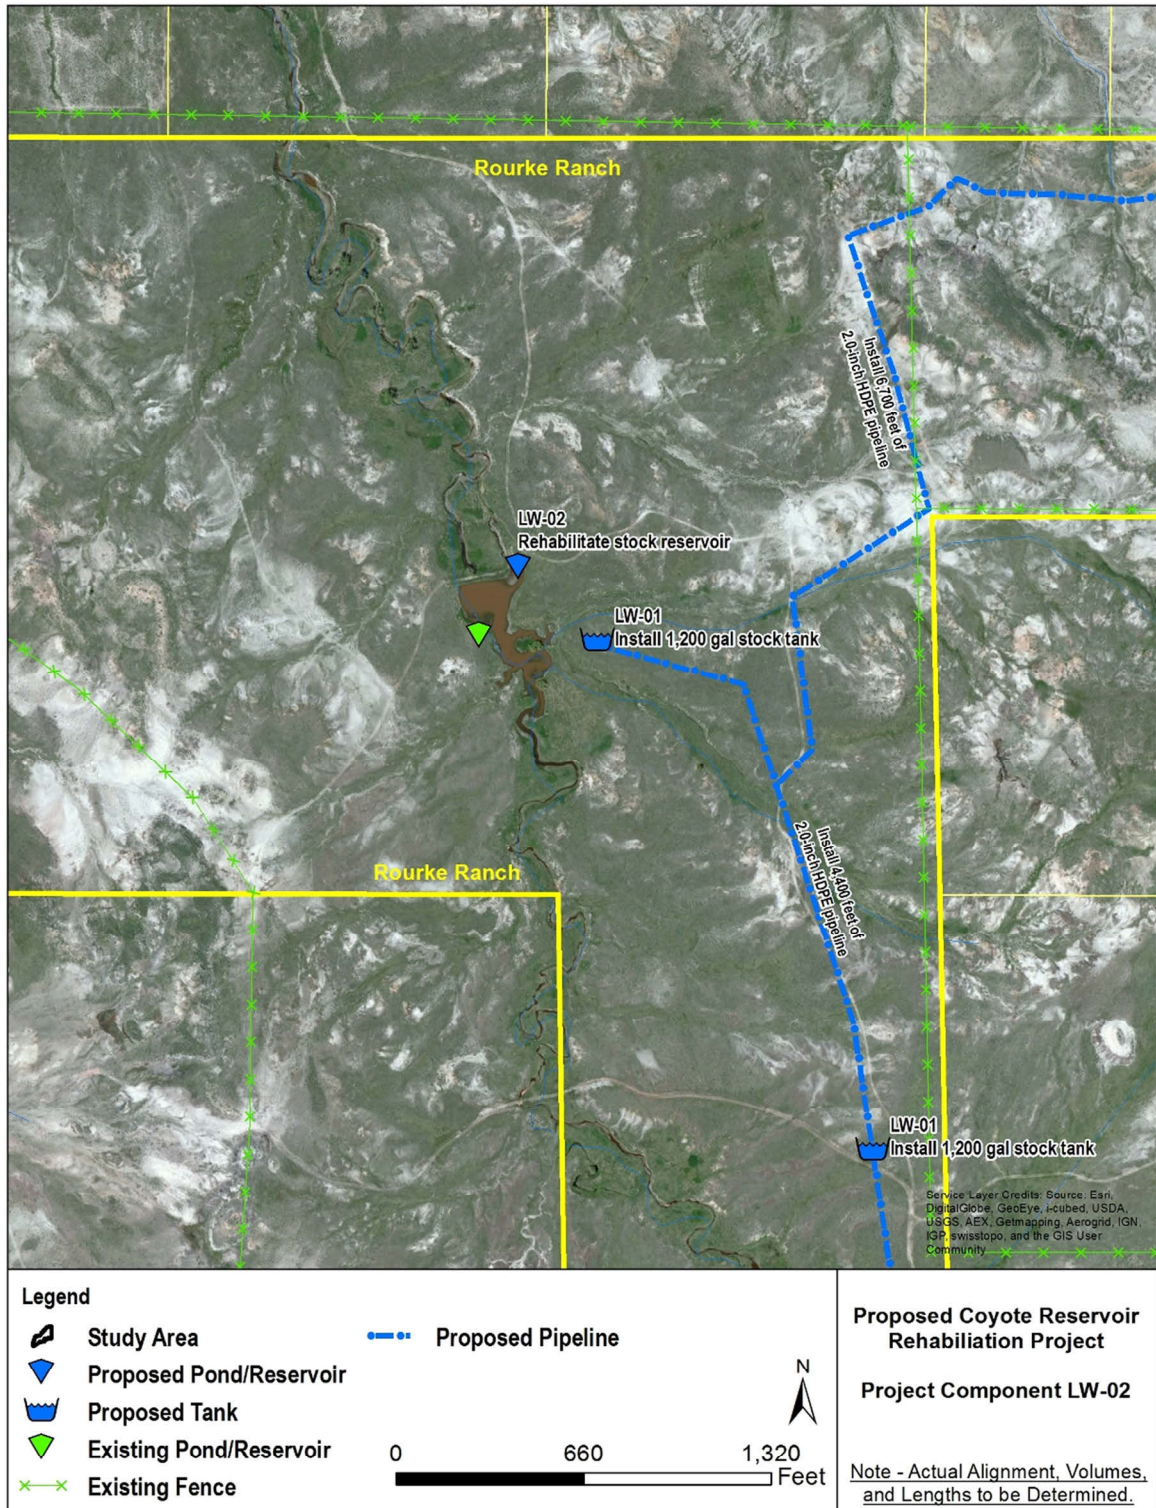 Rourke Ranch
Install 6,700 feet of
2.0-inch HDPE pipeline
LW-02
Rehabilitate stock reservoir
LW-01
Install 1,200 gal stock tank
Install 4,400 feet of
2.0-inch HDPE pipeline
Rourke Ranch
LW-01
Install 1,200 gal stock tank
Service Layer Credits: Source: Esri,
DigitalGlobe, GeoEye, i-cubed, USDA,
USGS, AEX, Getmapping, Aerogrid, IGN,
IGP, swisstopo, and the GIS User
Community
Legend
Study Area
Proposed Pond/Reservoir
Proposed Tank
Existing Pond/Reservoir
Existing Fence
Proposed Pipeline
N
0 660 1,320
Feet
Proposed Coyote Reservoir
Rehabiliation Project
Project Component LW-02
Note - Actual Alignment, Volumes,
and Lengths to be Determined.